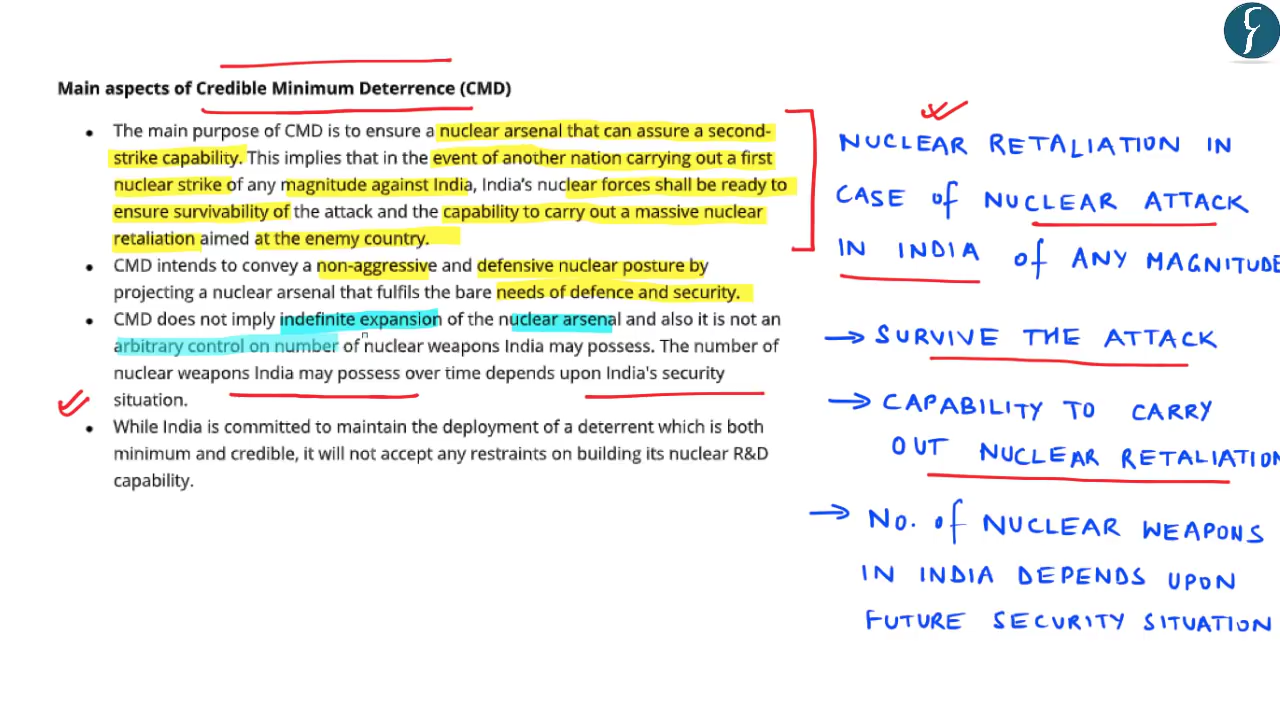 Main aspects of Credible Minimum Deterrence (CMD)
• The main purpose of CMD is to ensure a nuclear arsenal that can assure a second-
strike capability. This implies that in the event of another nation carrying out a first
nuclear strike of any magnitude against India, India's nuclear forces shall be ready to
ensure survivability of the attack and the capability to carry out a massive nuclear
retaliation aimed at the enemy country.
• CMD intends to convey a non-aggressive and defensive nuclear posture by
projecting a nuclear arsenal that fulfils the bare needs of defence and security.
• CMD does not imply indefinite expansion of the nuclear arsenal and also it is not an
arbitrary control on number of nuclear weapons India may possess. The number of
nuclear weapons India may possess over time depends upon India's security
situation.
• While India is committed to maintain the deployment of a deterrent which is both
minimum and credible, it will not accept any restraints on building its nuclear R&D
capability.
NUCLEAR RETALIATION IN
CASE of NUCLEAR ATTACK
IN INDIA of ANY MAGNITUDE
→ SURVIVE THE ATTACK
→ CAPABILITY TO CARRY
OUT NUCLEAR RETALIATION
→ No. of NUCLEAR WEAPONS
IN INDIA DEPENDS UPON
FUTURE SECURITY SITUATION